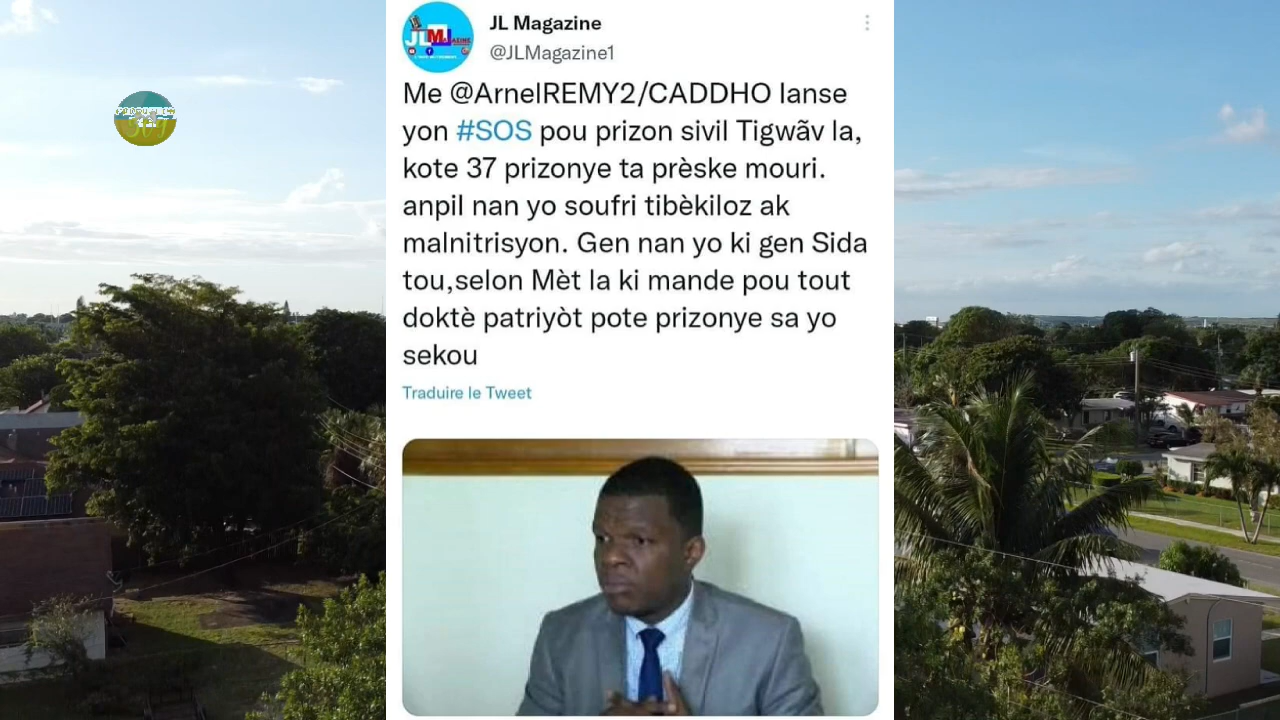 JL Magazine
@JLMagazine1
Me @ArnelREMY2/CADDHO lanse
yon #SOS pou prizon sivil Tigwãv la,
kote 37 prizonye ta prèske mouri.
anpil nan yo soufri tibèkiloz ak
malnitrisyon. Gen nan yo ki gen Sida
tou,selon Mèt la ki mande pou tout
doktè patriyòt pote prizonye sa yo
sekou
Traduire le Tweet